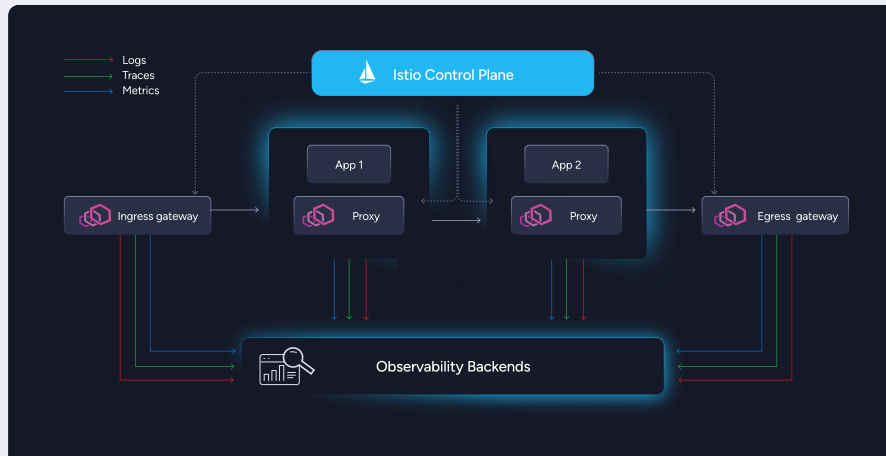 Logs
Traces
Metrics
Istio Control Plane
App 1
App 2
Ingress gateway
Proxy
Proxy
Egress gateway
Observability Backends